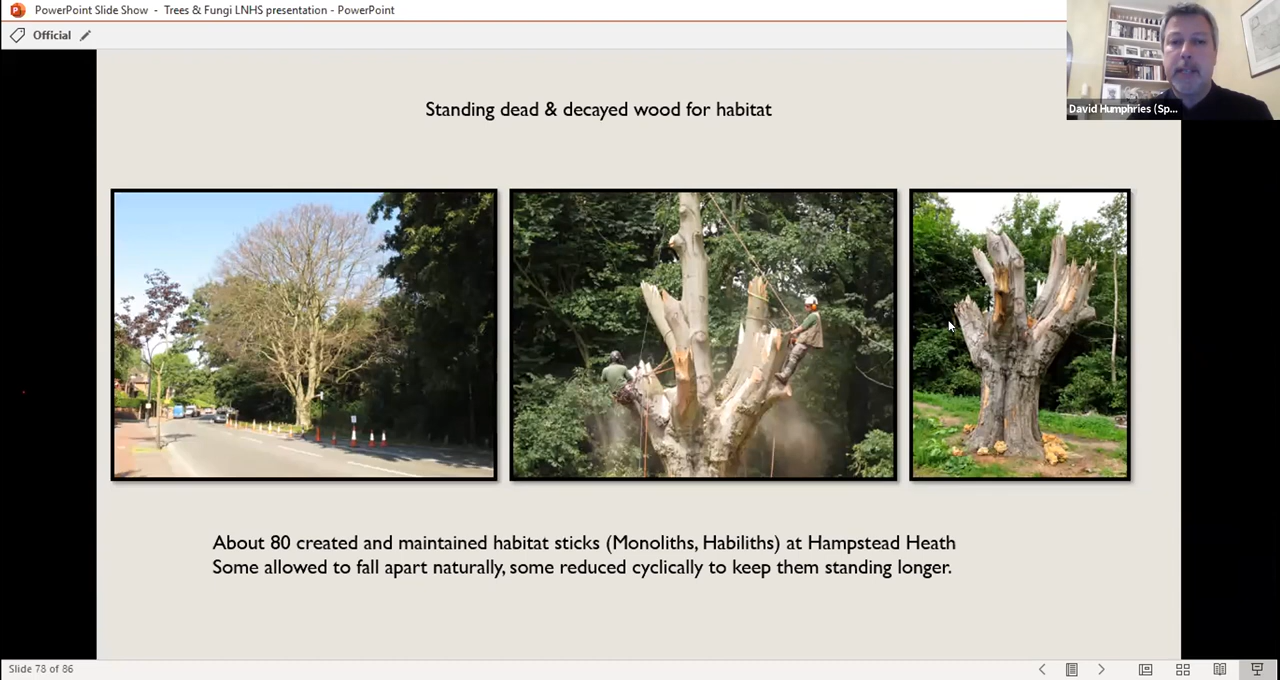 PowerPoint Slide Show - Trees & Fungi LNHS presentation - PowerPoint
Official
David Humphries (Sp...
Standing dead & decayed wood for habitat
About 80 created and maintained habitat sticks (Monoliths, Habiliths) at Hampstead Heath
Some allowed to fall apart naturally, some reduced cyclically to keep them standing longer.
Slide 78 of 86